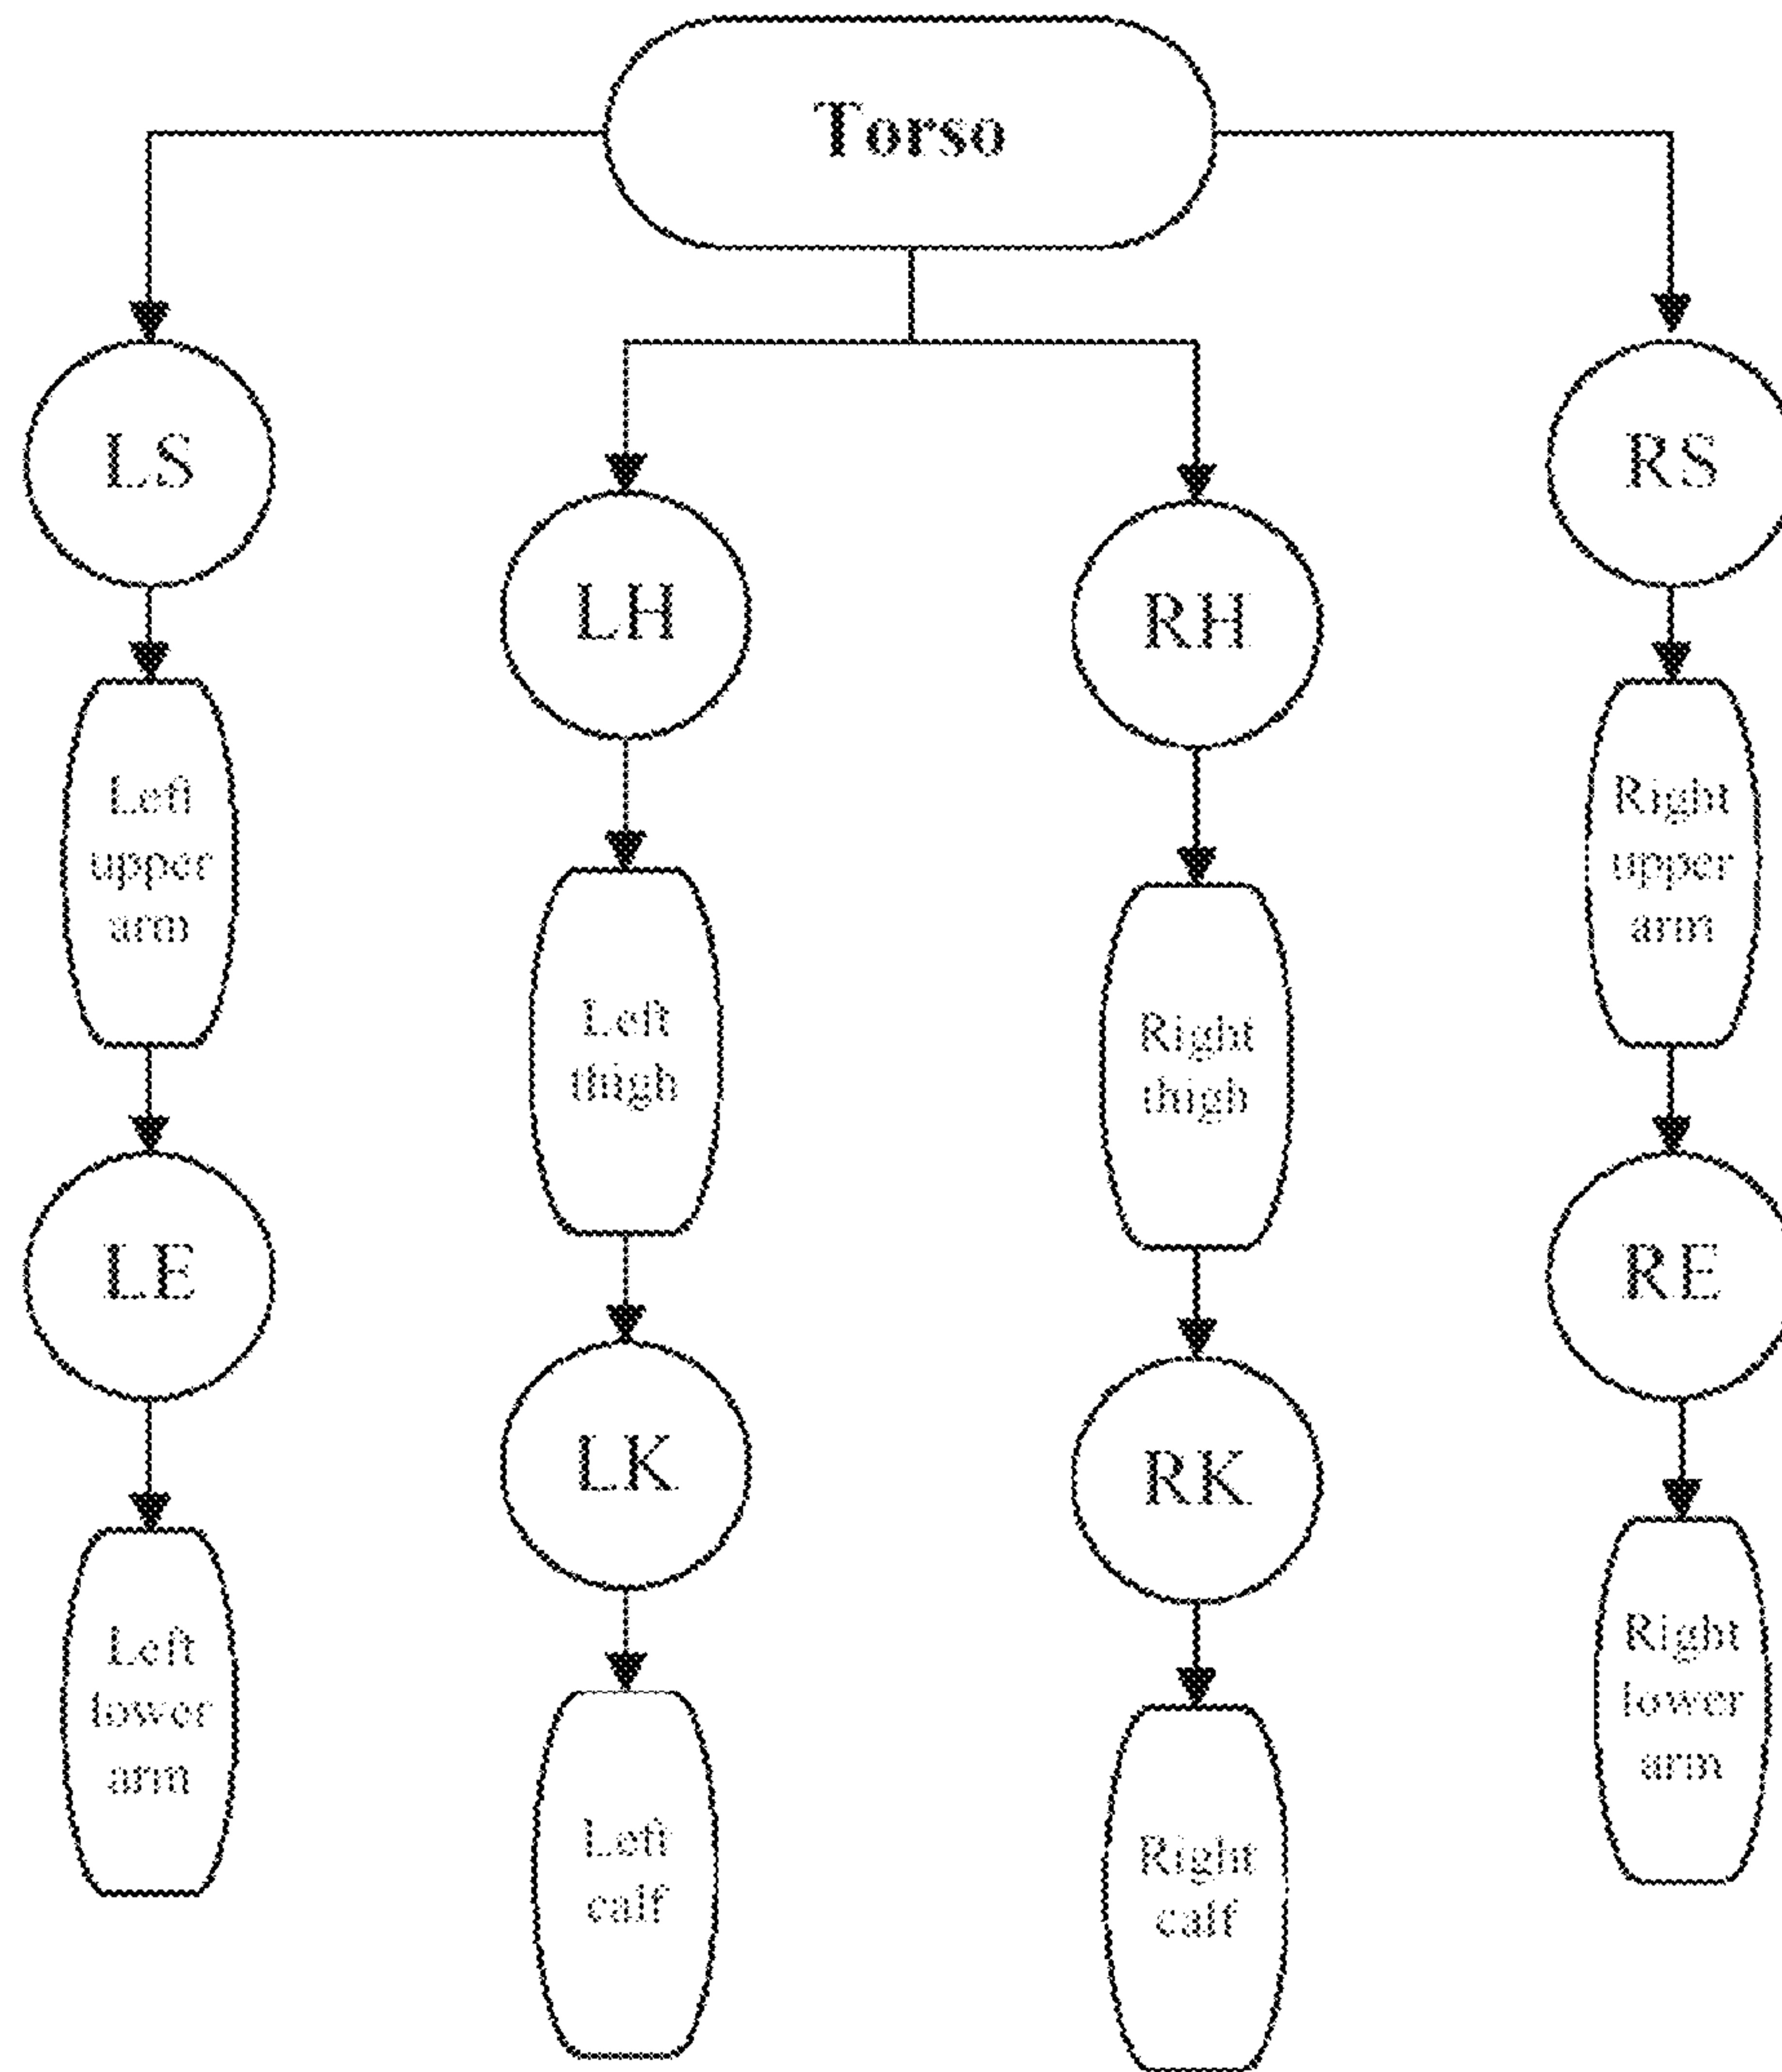 Torso
LS
RS
LH
RH
Left
upper
arm
Right
upper
arm
Left
thigh
Right
thigh
LE
RE
LK
RK
Left
lower
arm
Right
lower
arm
Left
calf
Right
calf